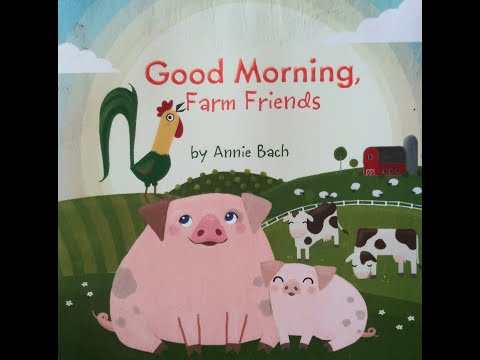 Good Morning,
Farm Friends
by Annie Bach